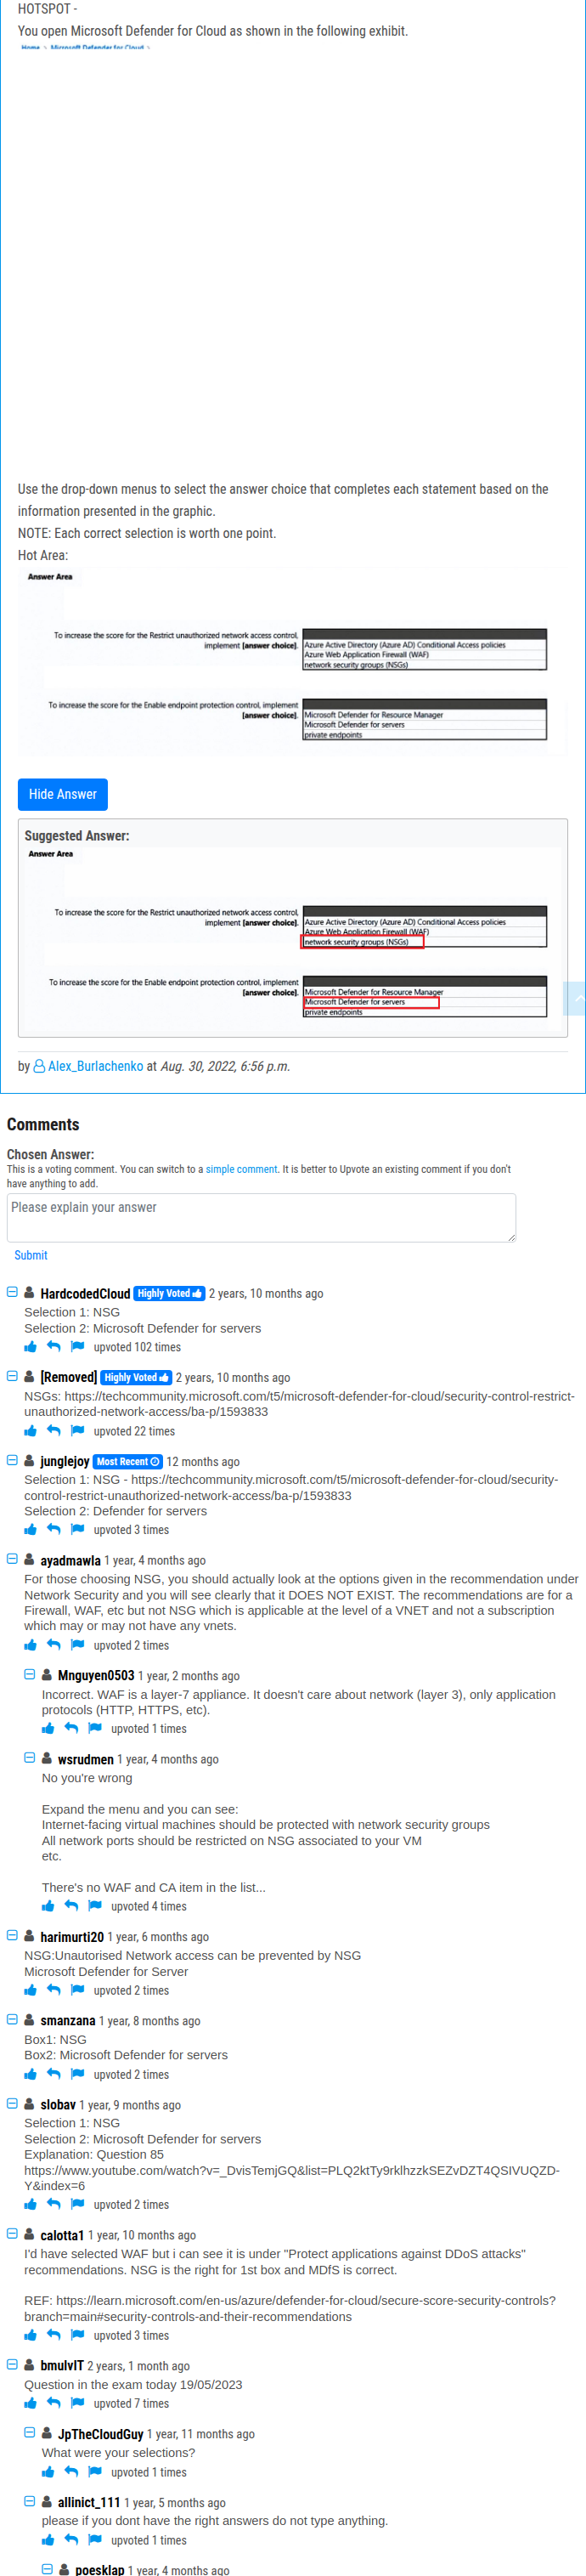 HOTSPOT -
You open Microsoft Defender for Cloud as shown in the following exhibit.
Home > Microsoft Defender for Cloud >
Use the drop-down menus to select the answer choice that completes each statement based on the
information presented in the graphic.
NOTE: Each correct selection is worth one point.
Hot Area:
Answer Area
To increase the score for the Restrict unauthorized network access control,
implement [answer choice].
Azure Active Directory (Azure AD) Conditional Access policies
Azure Web Application Firewall (WAF)
network security groups (NSGs)
To increase the score for the Enable endpoint protection control, implement
[answer choice].
Microsoft Defender for Resource Manager
Microsoft Defender for servers
private endpoints
Hide Answer
Suggested Answer:
Answer Area
To increase the score for the Restrict unauthorized network access control,
implement [answer choice].
Azure Active Directory (Azure AD) Conditional Access policies
Azure Web Application Firewall (WAF)
network security groups (NSGs)
To increase the score for the Enable endpoint protection control, implement
[answer choice].
Microsoft Defender for Resource Manager
Microsoft Defender for servers
private endpoints
by Alex_Burlachenko at Aug. 30, 2022, 6:56 p.m.
Comments
Chosen Answer:
This is a voting comment. You can switch to a simple comment. It is better to Upvote an existing comment if you don't
have anything to add.
Please explain your answer
Submit
HardcodedCloud Highly Voted 2 years, 10 months ago
Selection 1: NSG
Selection 2: Microsoft Defender for servers
upvoted 102 times
[Removed] Highly Voted 2 years, 10 months ago
NSGs: https://techcommunity.microsoft.com/t5/microsoft-defender-for-cloud/security-control-restrict-
unauthorized-network-access/ba-p/1593833
upvoted 22 times
junglejoy Most Recent 12 months ago
Selection 1: NSG - https://techcommunity.microsoft.com/t5/microsoft-defender-for-cloud/security-
control-restrict-unauthorized-network-access/ba-p/1593833
Selection 2: Defender for servers
upvoted 3 times
ayadmawla 1 year, 4 months ago
For those choosing NSG, you should actually look at the options given in the recommendation under
Network Security and you will see clearly that it DOES NOT EXIST. The recommendations are for a
Firewall, WAF, etc but not NSG which is applicable at the level of a VNET and not a subscription
which may or may not have any vnets.
upvoted 2 times
Mnguyen0503 1 year, 2 months ago
Incorrect. WAF is a layer-7 appliance. It doesn't care about network (layer 3), only application
protocols (HTTP, HTTPS, etc).
upvoted 1 times
wsrudmen 1 year, 4 months ago
No you're wrong
Expand the menu and you can see:
Internet-facing virtual machines should be protected with network security groups
All network ports should be restricted on NSG associated to your VM
etc.
There's no WAF and CA item in the list...
upvoted 4 times
harimurti20 1 year, 6 months ago
NSG:Unautorised Network access can be prevented by NSG
Microsoft Defender for Server
upvoted 2 times
smanzana 1 year, 8 months ago
Box1: NSG
Box2: Microsoft Defender for servers
upvoted 2 times
slobav 1 year, 9 months ago
Selection 1: NSG
Selection 2: Microsoft Defender for servers
Explanation: Question 85
https://www.youtube.com/watch?v=_DvisTemjGQ&list=PLQ2ktTy9rklhzzkSEZvDZT4QSIVUQZD-
Y&index=6
upvoted 2 times
calotta1 1 year, 10 months ago
I'd have selected WAF but i can see it is under "Protect applications against DDoS attacks"
recommendations. NSG is the right for 1st box and MDfS is correct.
REF: https://learn.microsoft.com/en-us/azure/defender-for-cloud/secure-score-security-controls?
branch=main#security-controls-and-their-recommendations
upvoted 3 times
bmulvIT 2 years, 1 month ago
Question in the exam today 19/05/2023
upvoted 7 times
JpTheCloudGuy 1 year, 11 months ago
What were your selections?
upvoted 1 times
allinict_111 1 year, 5 months ago
please if you dont have the right answers do not type anything.
upvoted 1 times
poesklap 1 year, 4 months ago